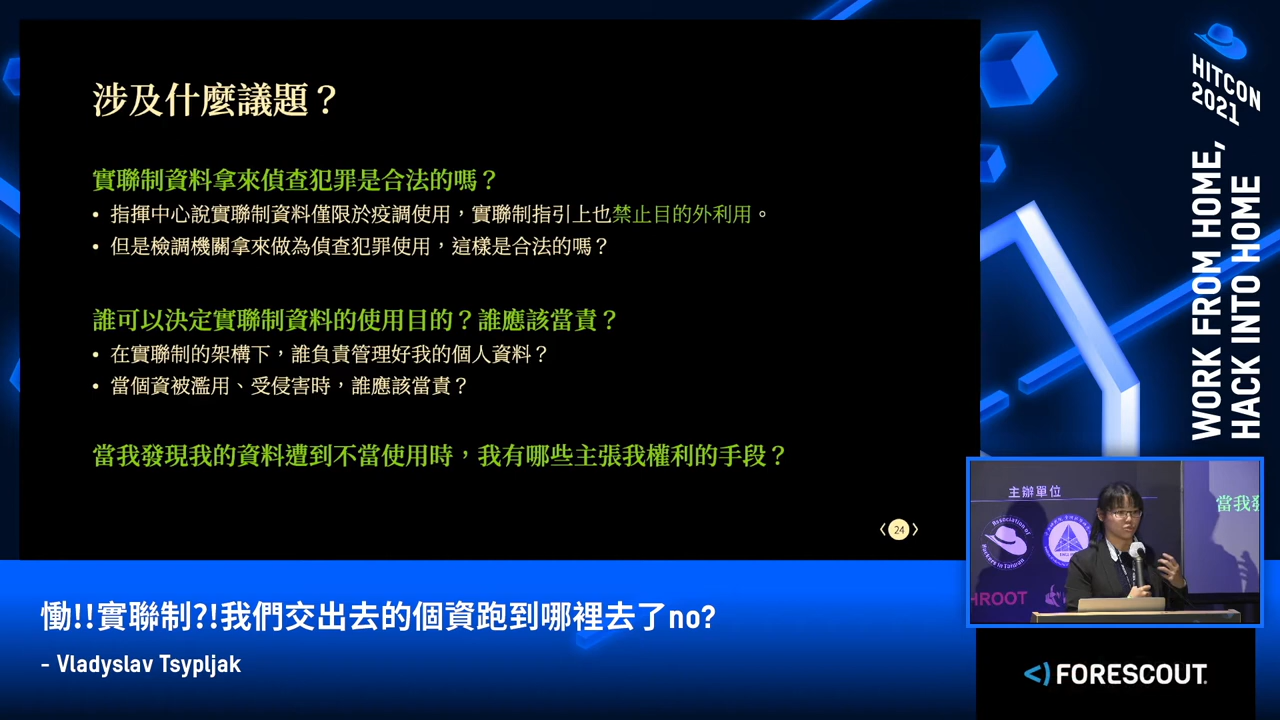 涉及什麼議題？
實聯制資料拿來偵查犯罪是合法的嗎？
• 指揮中心說實聯制資料僅限於疫調使用，實聯制指引上也禁止目的外利用。
• 但是檢調機關拿來做為偵查犯罪使用，這樣是合法的嗎？
誰可以決定實聯制資料的使用目的？誰應該當責？
• 在實聯制的架構下，誰負責管理好我的個人資料？
• 當個資被濫用、受侵害時，誰應該當責？
當我發現我的資料遭到不當使用時，我有哪些主張我權利的手段？
24
HITCON
2021
WORK FROM HOME,
HACK INTO HOME
主辦單位
Association of
Hackers in Taiwan
HROOT
當我發
慟!!實聯制?!我們交出去的個資跑到哪裡去了no?
- Vladyslav Tsypljak
FORESCOUT